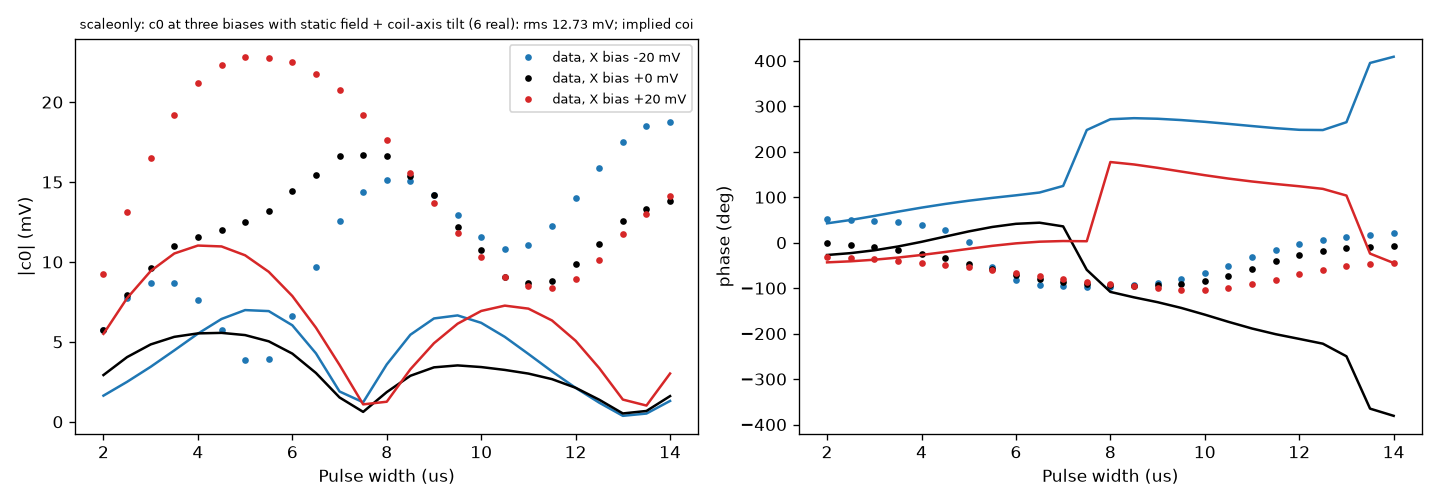 scaleonly: c0 at three biases with static field + coil-axis tilt (6 real): rms 12.73 mV; implied coi
data, X bias -20 mV
data, X bias +0 mV
data, X bias +20 mV
|c0| (mV)
20
15
10
5
0
2 4 6 8 10 12 14
Pulse width (us)
phase (deg)
400
300
200
100
0
−100
−200
−300
−400
2 4 6 8 10 12 14
Pulse width (us)